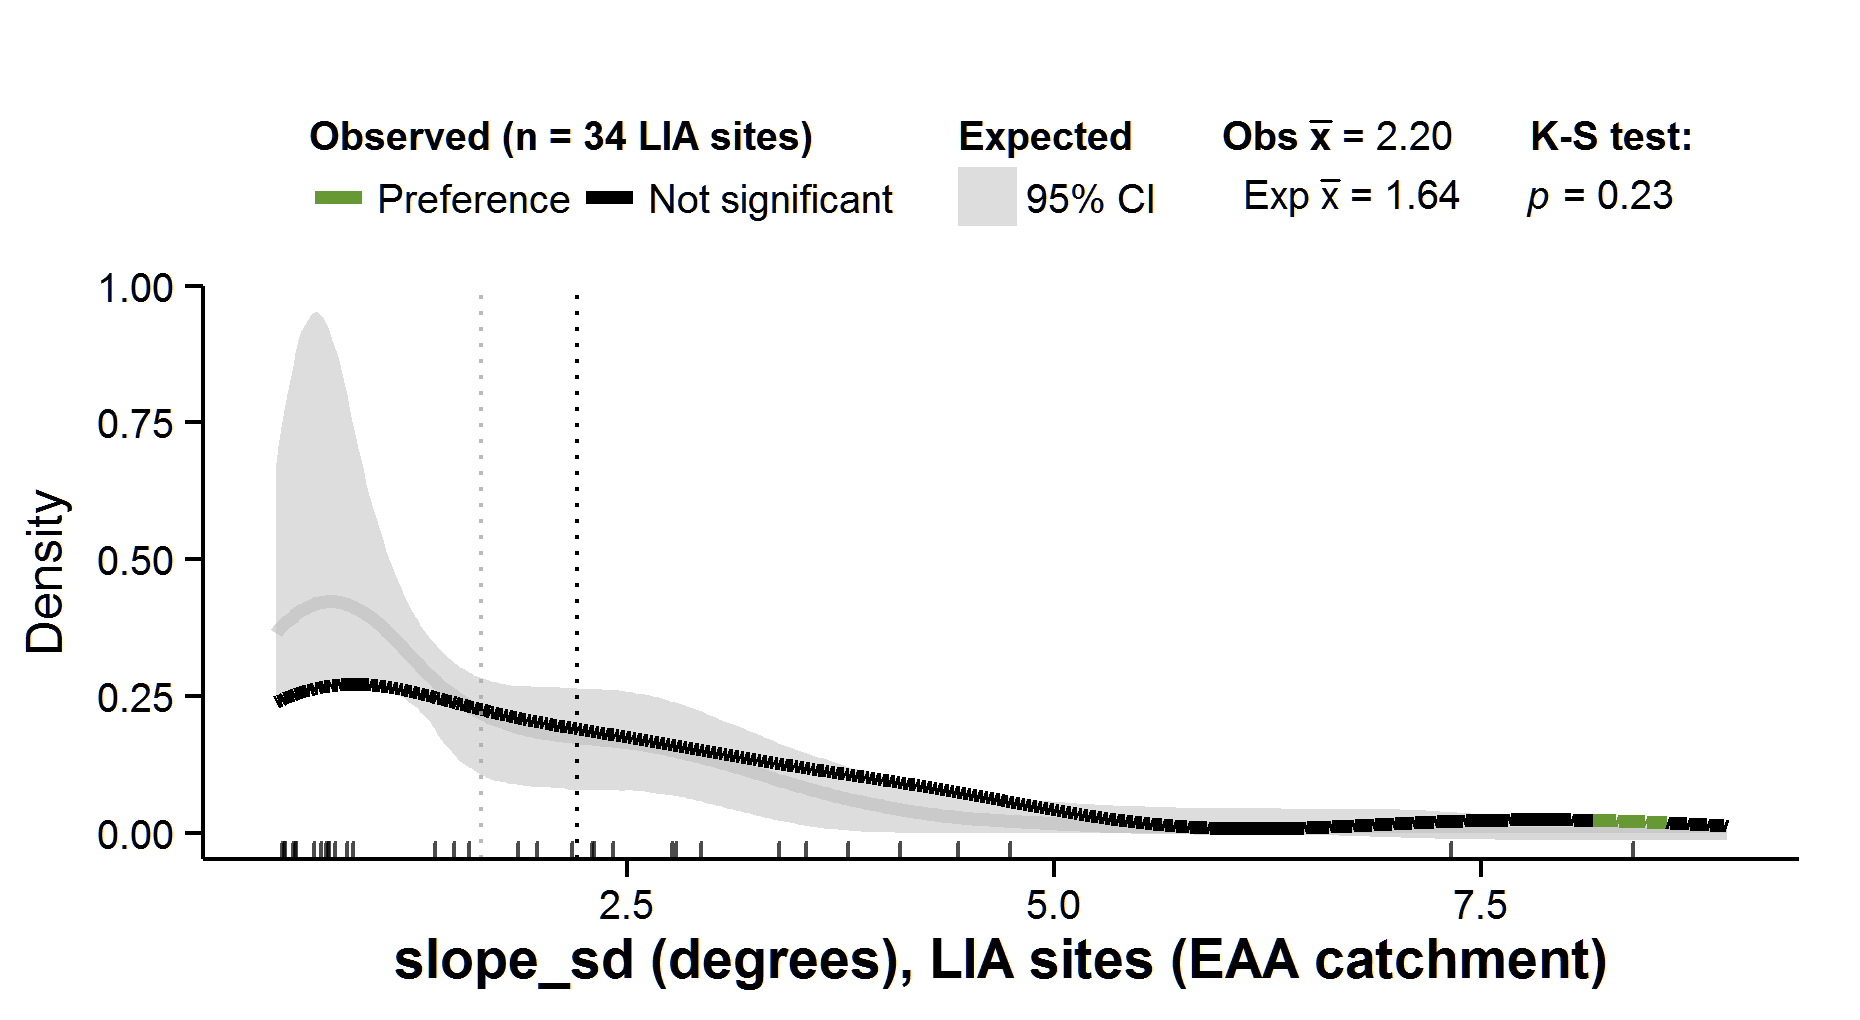 Observed (n = 34 LIA sites) Expected Obs x̅ = 2.20 K-S test:
Preference Not significant 95% CI Exp x̅ = 1.64 p = 0.23
1.00
0.75
0.50
0.25
0.00
Density
2.5 5.0 7.5
slope_sd (degrees), LIA sites (EAA catchment)